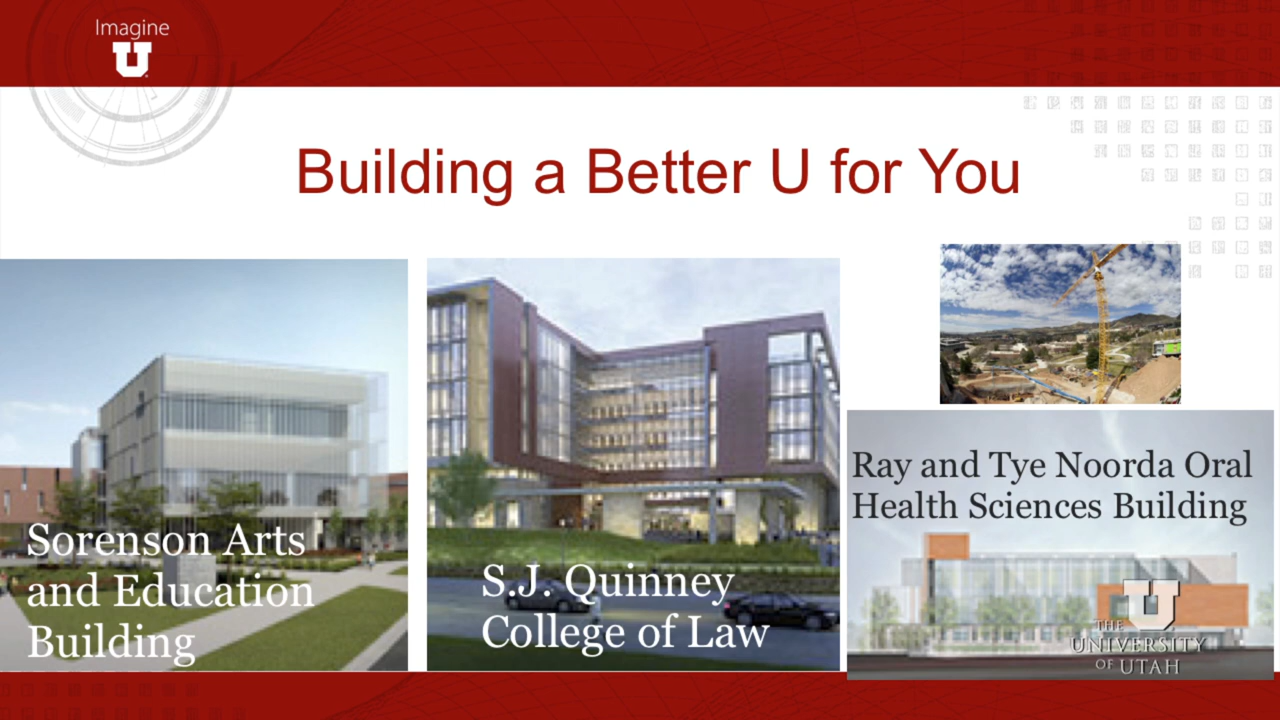 Imagine
U
Building a Better U for You
Sorenson Arts
and Education
Building
S.J. Quinney
College of Law
Ray and Tye Noorda Oral
Health Sciences Building
U
THE
UNIVERSITY
OF UTAH